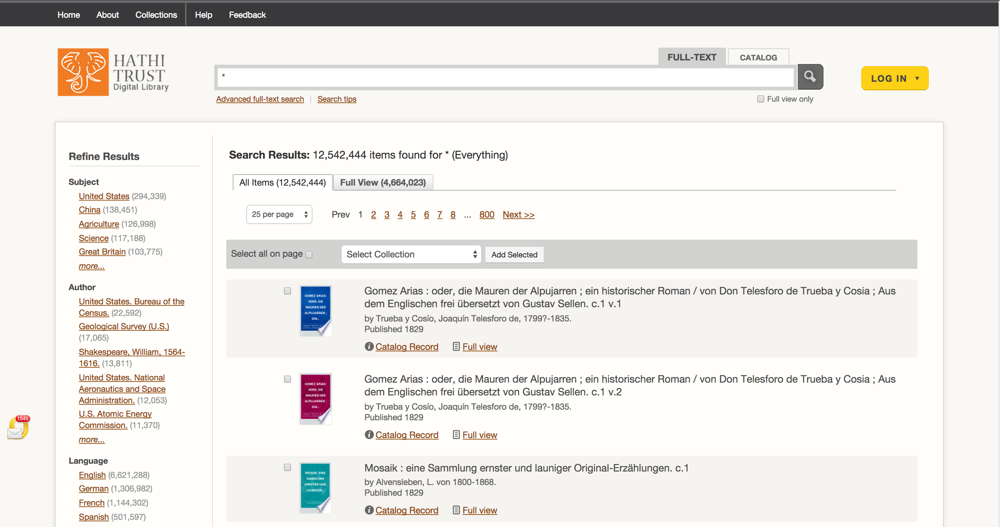 Home About Collections Help Feedback
HATHI
TRUST
Digital Library
FULL-TEXT CATALOG
*
LOG IN
Advanced full-text search Search tips
Full view only
Refine Results
Subject
United States (294,339)
China (138,451)
Agriculture (126,998)
Science (117,188)
Great Britain (103,775)
more...
Author
United States. Bureau of the
Census. (22,592)
Geological Survey (U.S.)
(17,065)
Shakespeare, William, 1564-
1616. (13,811)
United States. National
Aeronautics and Space
Administration. (12,053)
U.S. Atomic Energy
Commission. (11,370)
more...
Language
English (6,621,288)
German (1,306,982)
French (1,144,302)
Spanish (501,597)
1549
Search Results: 12,542,444 items found for * (Everything)
All Items (12,542,444) Full View (4,664,023)
25 per page Prev 1 2 3 4 5 6 7 8 ... 800 Next >>
Select all on page Select Collection Add Selected
GOMEZ ARIAS:
ODER, DIE
MAUREN DER
ALPUJARREN ;
EIN...
Gomez Arias : oder, die Mauren der Alpujarren ; ein historischer Roman / von Don Telesforo de Trueba y Cosia ; Aus
dem Englischen frei übersetzt von Gustav Sellen. c.1 v.1
by Trueba y Cosío, Joaquín Telesforo de, 1799?-1835.
Published 1829
Catalog Record Full view
GOMEZ ARIAS:
ODER, DIE
MAUREN DER
ALPUJARREN ;
EIN...
Gomez Arias : oder, die Mauren der Alpujarren ; ein historischer Roman / von Don Telesforo de Trueba y Cosia ; Aus
dem Englischen frei übersetzt von Gustav Sellen. c.1 v.2
by Trueba y Cosío, Joaquín Telesforo de, 1799?-1835.
Published 1829
Catalog Record Full view
MOSAIK: EINE
SAMMLUNG
ERNSTER UND
LAUNIGER...
Mosaik : eine Sammlung ernster und launiger Original-Erzählungen. c.1
by Alvensleben, L. von 1800-1868.
Published 1829
Catalog Record Full view